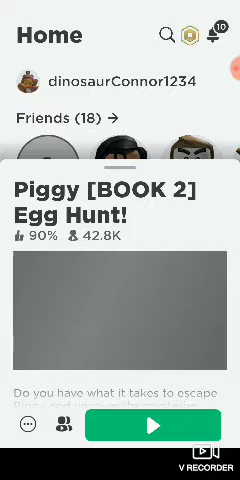 Home
10
dinosaurConnor1234
Friends (18) →
Piggy [BOOK 2]
Egg Hunt!
90% 42.8K
Do you have what it takes to escape
V RECORDER